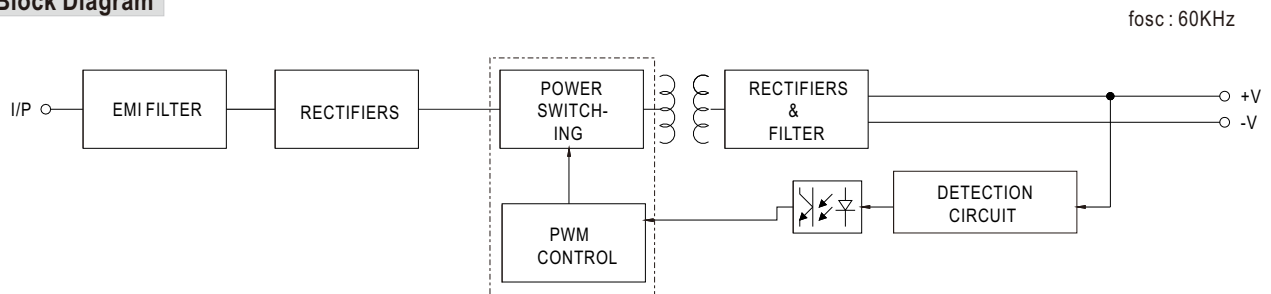 Block Diagram
fosc : 60KHz
I/P
EMI FILTER
RECTIFIERS
POWER
SWITCH-
ING
RECTIFIERS
&
FILTER
+V
-V
DETECTION
CIRCUIT
PWM
CONTROL